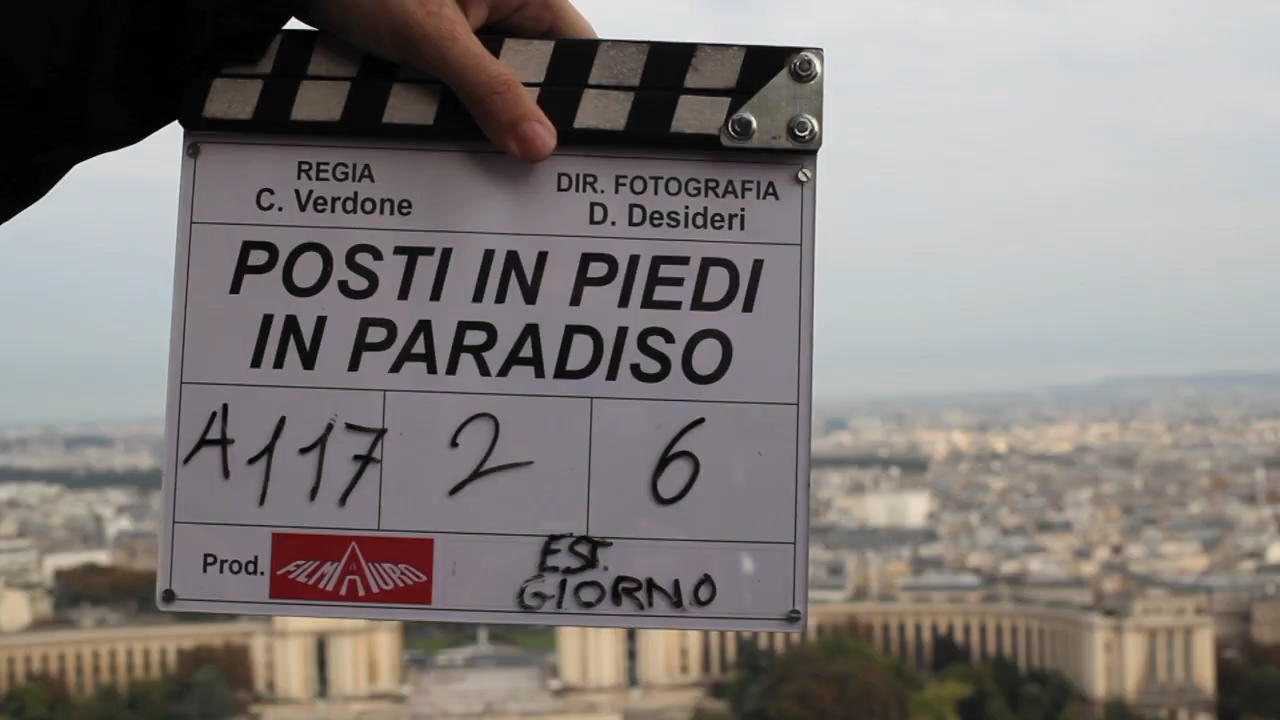 REGIA
C. Verdone
DIR. FOTOGRAFIA
D. Desideri
POSTI IN PIEDI
IN PARADISO
A117 2 6
Prod. FILMAURO
EST.
GIORNO